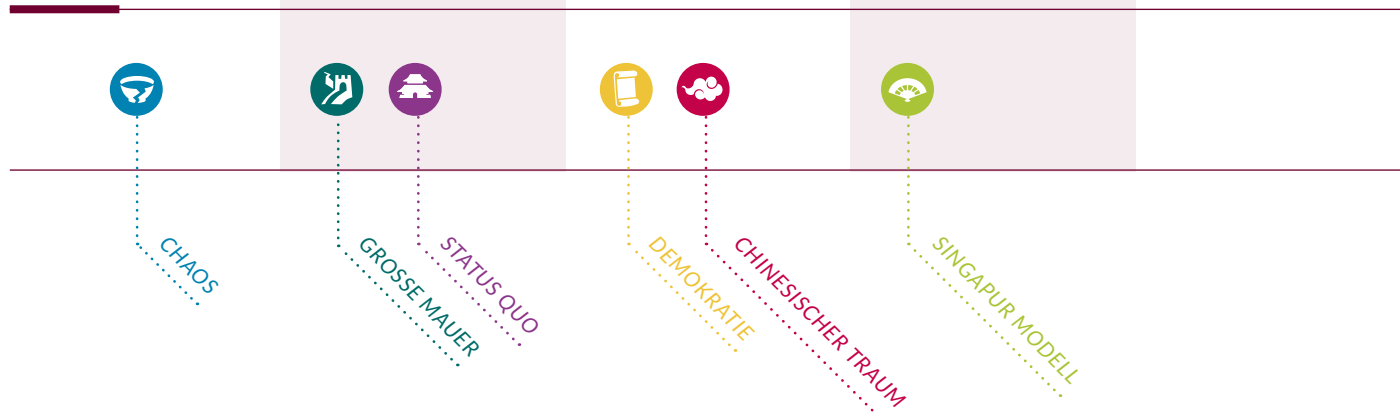 CHAOS
GROSSE MAUER
STATUS QUO
DEMOKRATIE
CHINESISCHER TRAUM
SINGAPUR MODELL